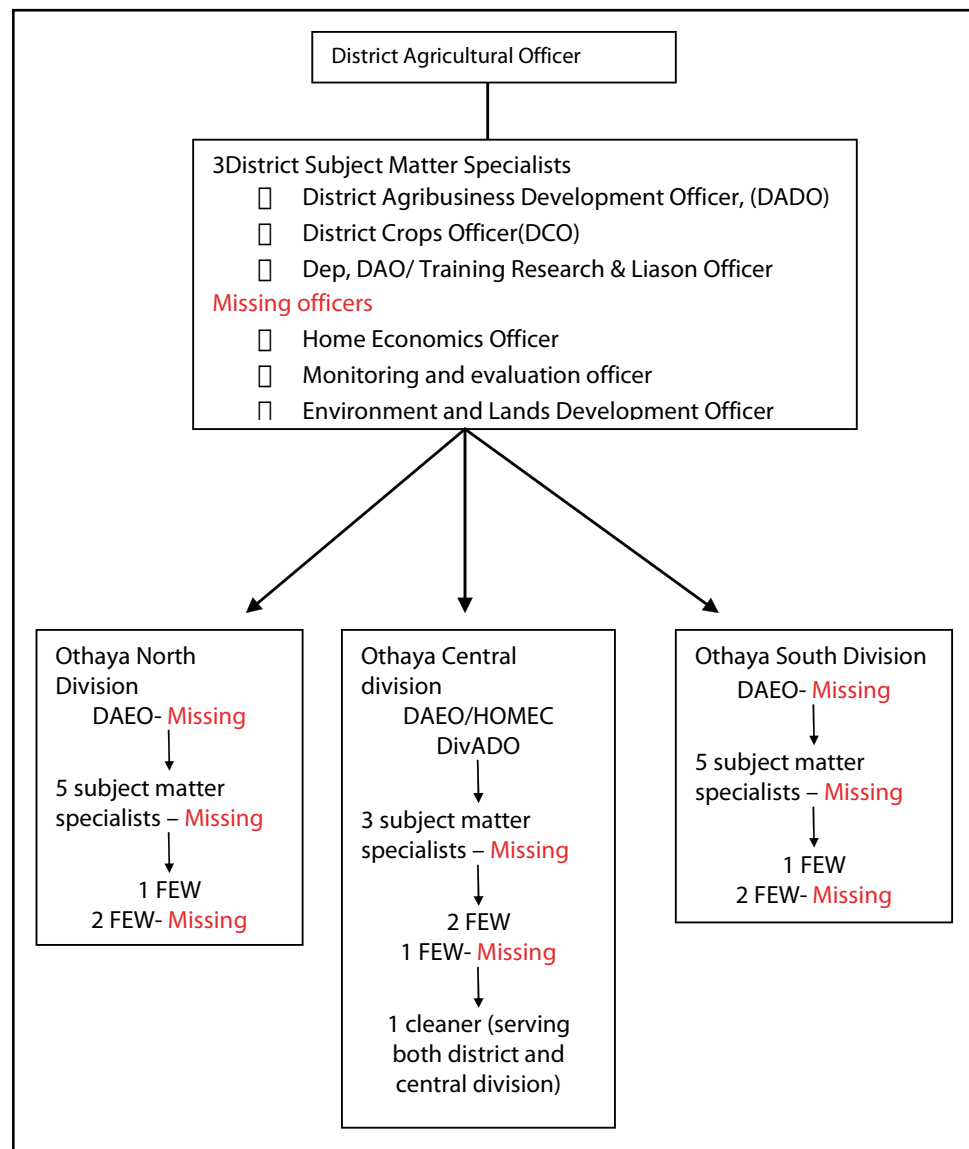 District Agricultural Officer
3District Subject Matter Specialists
District Agribusiness Development Officer, (DADO)
District Crops Officer(DCO)
Dep, DAO/ Training Research & Liason Officer
Missing officers
Home Economics Officer
Monitoring and evaluation officer
Environment and Lands Development Officer
Othaya North
Division
DAEO- Missing
5 subject matter
specialists – Missing
1 FEW
2 FEW- Missing
Othaya Central
division
DAEO/HOMEC
DivADO
3 subject matter
specialists – Missing
2 FEW
1 FEW- Missing
1 cleaner (serving
both district and
central division)
Othaya South Division
DAEO- Missing
5 subject matter
specialists – Missing
1 FEW
2 FEW- Missing